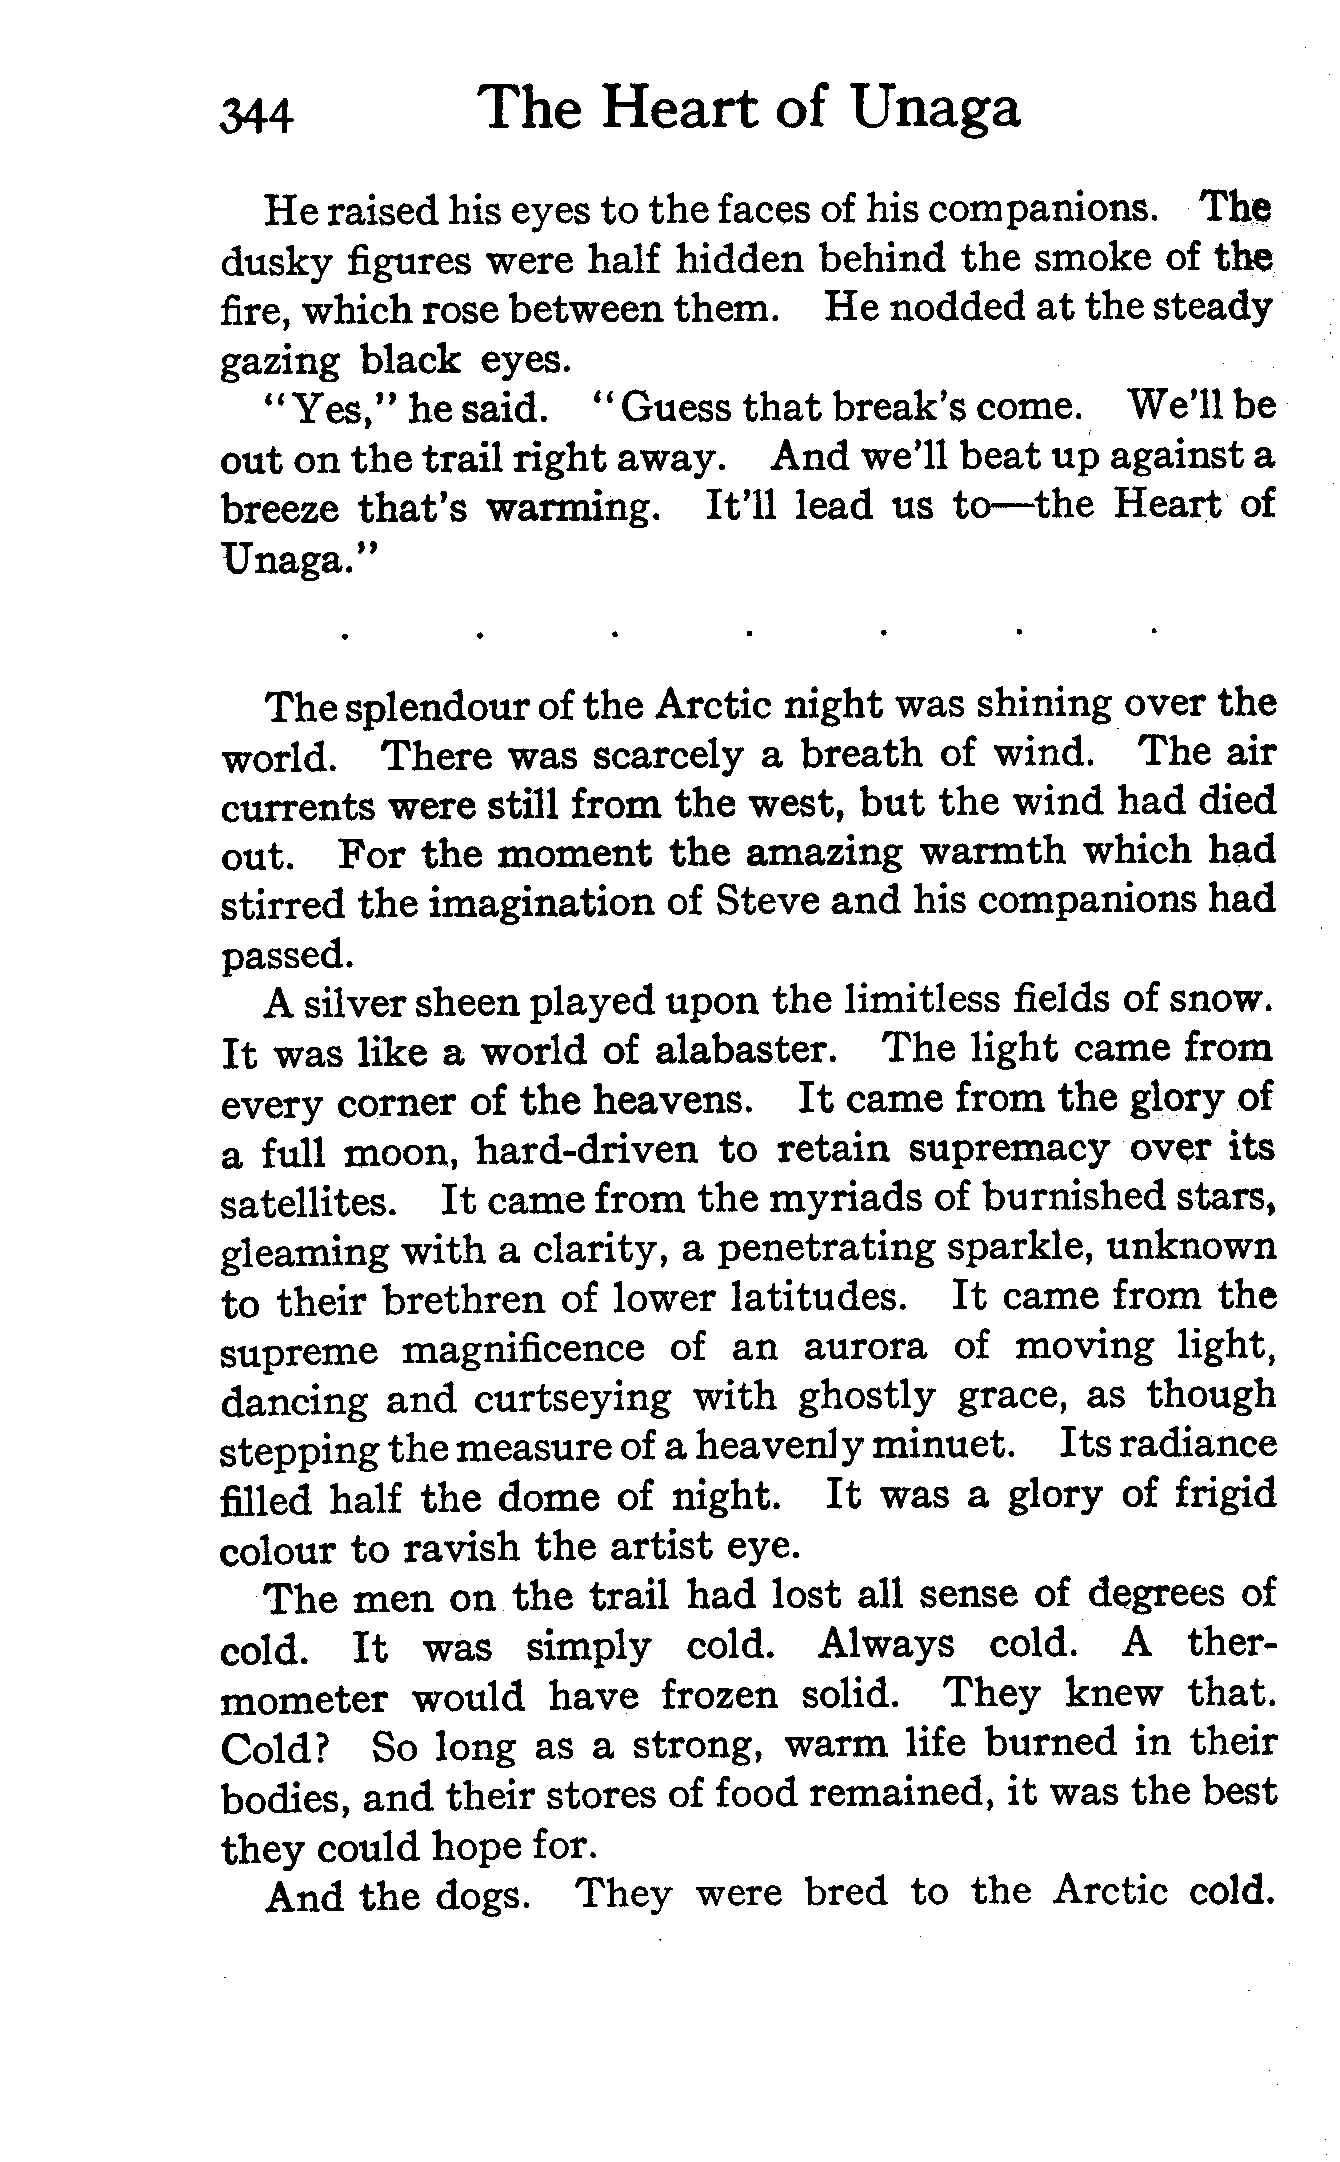 344 The Heart of Unaga
He raised his eyes to the faces of his companions. The
dusky figures were half hidden behind the smoke of the
fire, which rose between them. He nodded at the steady
gazing black eyes.
"Yes," he said. "Guess that break's come. We'll be
out on the trail right away. And we'll beat up against a
breeze that's warming. It'll lead us to—the Heart of
Unaga."
. . . . . . .
The splendour of the Arctic night was shining over the
world. There was scarcely a breath of wind. The air
currents were still from the west, but the wind had died
out. For the moment the amazing warmth which had
stirred the imagination of Steve and his companions had
passed.
A silver sheen played upon the limitless fields of snow.
It was like a world of alabaster. The light came from
every corner of the heavens. It came from the glory of
a full moon, hard-driven to retain supremacy over its
satellites. It came from the myriads of burnished stars,
gleaming with a clarity, a penetrating sparkle, unknown
to their brethren of lower latitudes. It came from the
supreme magnificence of an aurora of moving light,
dancing and curtseying with ghostly grace, as though
stepping the measure of a heavenly minuet. Its radiance
filled half the dome of night. It was a glory of frigid
colour to ravish the artist eye.
The men on the trail had lost all sense of degrees of
cold. It was simply cold. Always cold. A ther-
mometer would have frozen solid. They knew that.
Cold? So long as a strong, warm life burned in their
bodies, and their stores of food remained, it was the best
they could hope for.
And the dogs. They were bred to the Arctic cold.